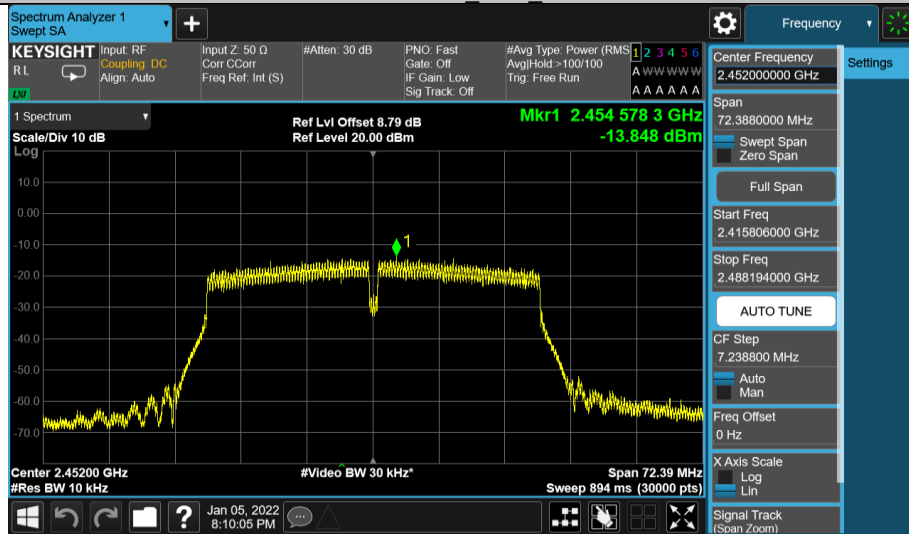 Spectrum Analyzer 1
Swept SA
Frequency
KEYSIGHT
R L
LXI
Input: RF
Coupling: DC
Align: Auto
Input Z: 50 Ω
Corr CCorr
Freq Ref: Int (S)
#Atten: 30 dB
PNO: Fast
Gate: Off
IF Gain: Low
Sig Track: Off
#Avg Type: Power (RMS
Avg|Hold:>100/100
Trig: Free Run
1 2 3 4 5 6
A W W W W W
A A A A A A
1 Spectrum
Scale/Div 10 dB
Log
Ref Lvl Offset 8.79 dB
Ref Level 20.00 dBm
Mkr1 2.454 578 3 GHz
-13.848 dBm
10.0
0.00
-10.0
-20.0
-30.0
-40.0
-50.0
-60.0
-70.0
1
Center 2.45200 GHz
#Res BW 10 kHz
#Video BW 30 kHz*
Span 72.39 MHz
Sweep 894 ms (30000 pts)
Jan 05, 2022
8:10:05 PM
Center Frequency
2.452000000 GHz
Settings
Span
72.3880000 MHz
Swept Span
Zero Span
Full Span
Start Freq
2.415806000 GHz
Stop Freq
2.488194000 GHz
AUTO TUNE
CF Step
7.238800 MHz
Auto
Man
Freq Offset
0 Hz
X Axis Scale
Log
Lin
Signal Track
(Span Zoom)